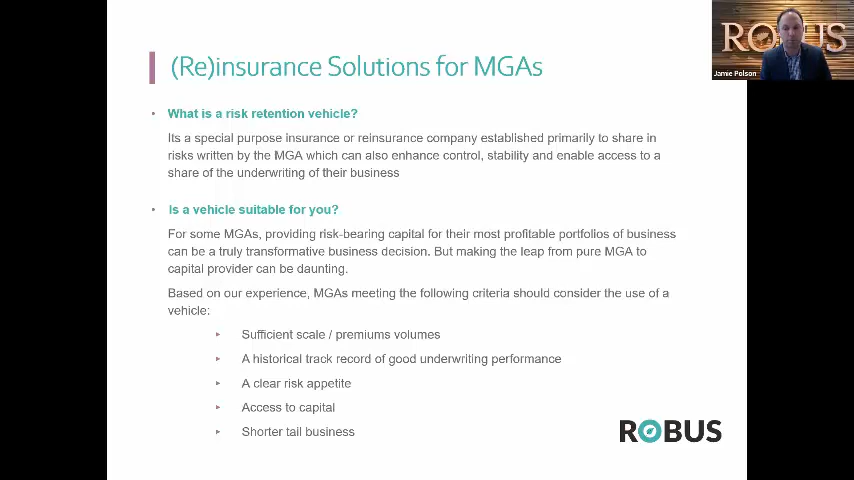 ROBUS
Jamie Polson
(Re)insurance Solutions for MGAs
• What is a risk retention vehicle?
Its a special purpose insurance or reinsurance company established primarily to share in
risks written by the MGA which can also enhance control, stability and enable access to a
share of the underwriting of their business
• Is a vehicle suitable for you?
For some MGAs, providing risk-bearing capital for their most profitable portfolios of business
can be a truly transformative business decision. But making the leap from pure MGA to
capital provider can be daunting.
Based on our experience, MGAs meeting the following criteria should consider the use of a
vehicle:
Sufficient scale / premiums volumes
A historical track record of good underwriting performance
A clear risk appetite
Access to capital
Shorter tail business
ROBUS